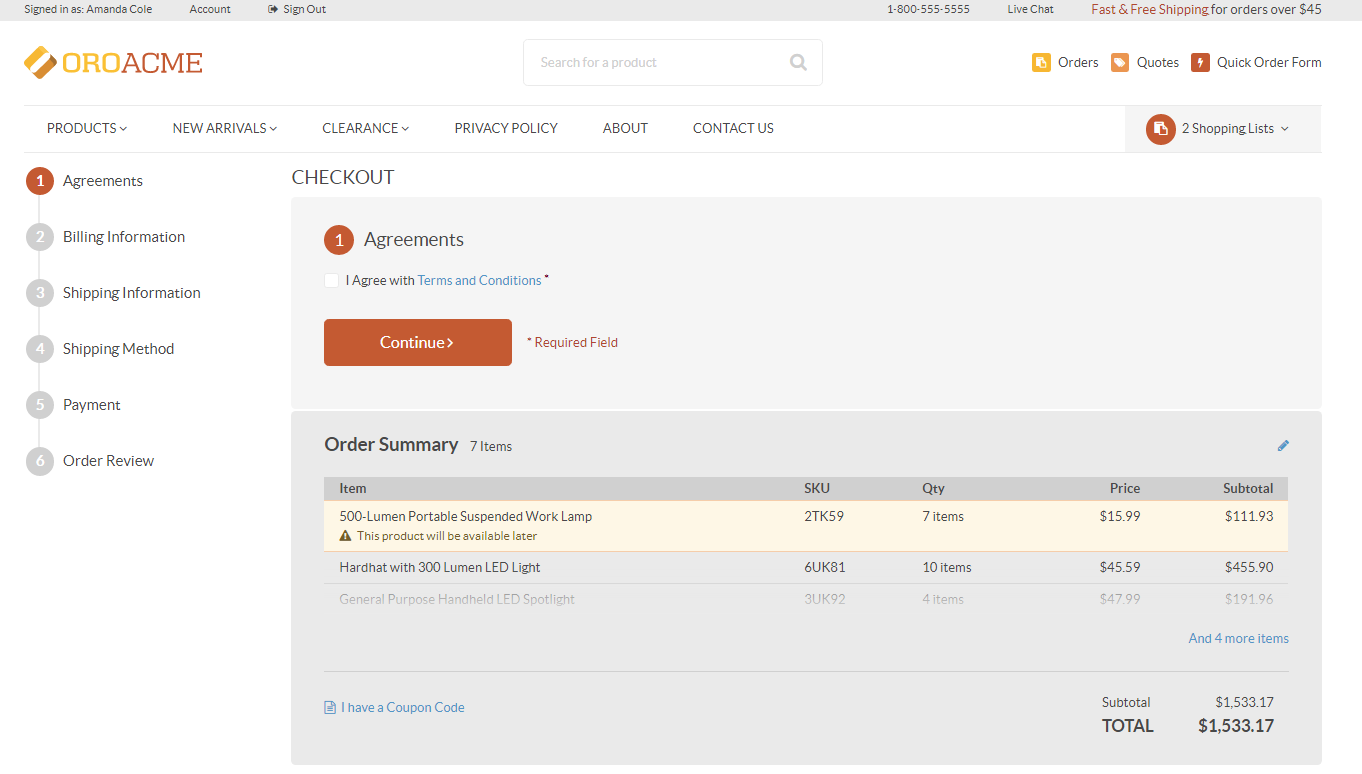 Signed in as: Amanda Cole Account Sign Out 1-800-555-5555 Live Chat Fast & Free Shipping for orders over $45
OROACME Search for a product Orders Quotes Quick Order Form
PRODUCTS NEW ARRIVALS CLEARANCE PRIVACY POLICY ABOUT CONTACT US 2 Shopping Lists
1 Agreements
2 Billing Information
3 Shipping Information
4 Shipping Method
5 Payment
6 Order Review
CHECKOUT
1 Agreements
I Agree with Terms and Conditions *
Continue * Required Field
Order Summary 7 Items
Item SKU Qty Price Subtotal
500-Lumen Portable Suspended Work Lamp 2TK59 7 items $15.99 $111.93
This product will be available later
Hardhat with 300 Lumen LED Light 6UK81 10 items $45.59 $455.90
General Purpose Handheld LED Spotlight 3UK92 4 items $47.99 $191.96
And 4 more items
I have a Coupon Code
Subtotal $1,533.17
TOTAL $1,533.17